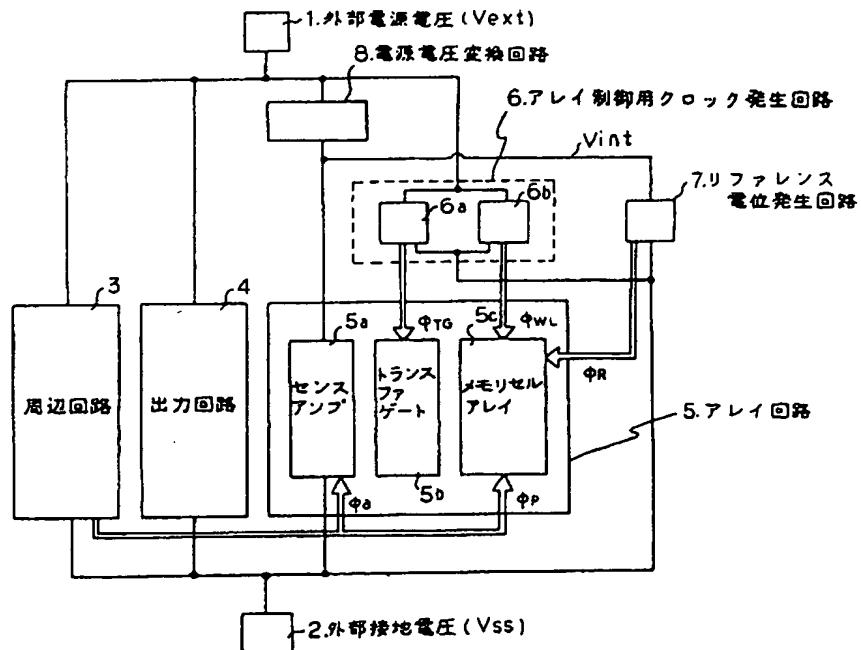 1.外部電源電圧(Vext)
8.電源電圧変換回路
6.アレイ制御用クロック発生回路
Vint
6a
6b
7.リファレンス
電位発生回路
3
4
5a
φTG
5c
φWL
φR
周辺回路
出力回路
センス
アンプ
トランス
ファ
ゲート
メモリセル
アレイ
5.アレイ回路
5b
φa
φP
2.外部接地電圧(Vss)